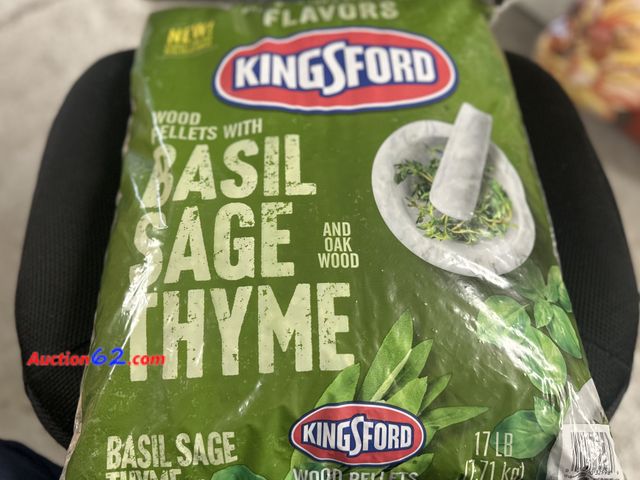 FLAVORS
NEW!
KINGSFORD
WOOD
PELLETS WITH
BASIL
SAGE
THYME
AND
OAK
WOOD
Auction62.com
BASIL SAGE
THYME
KINGSFORD
WOOD PELLETS
17 LB